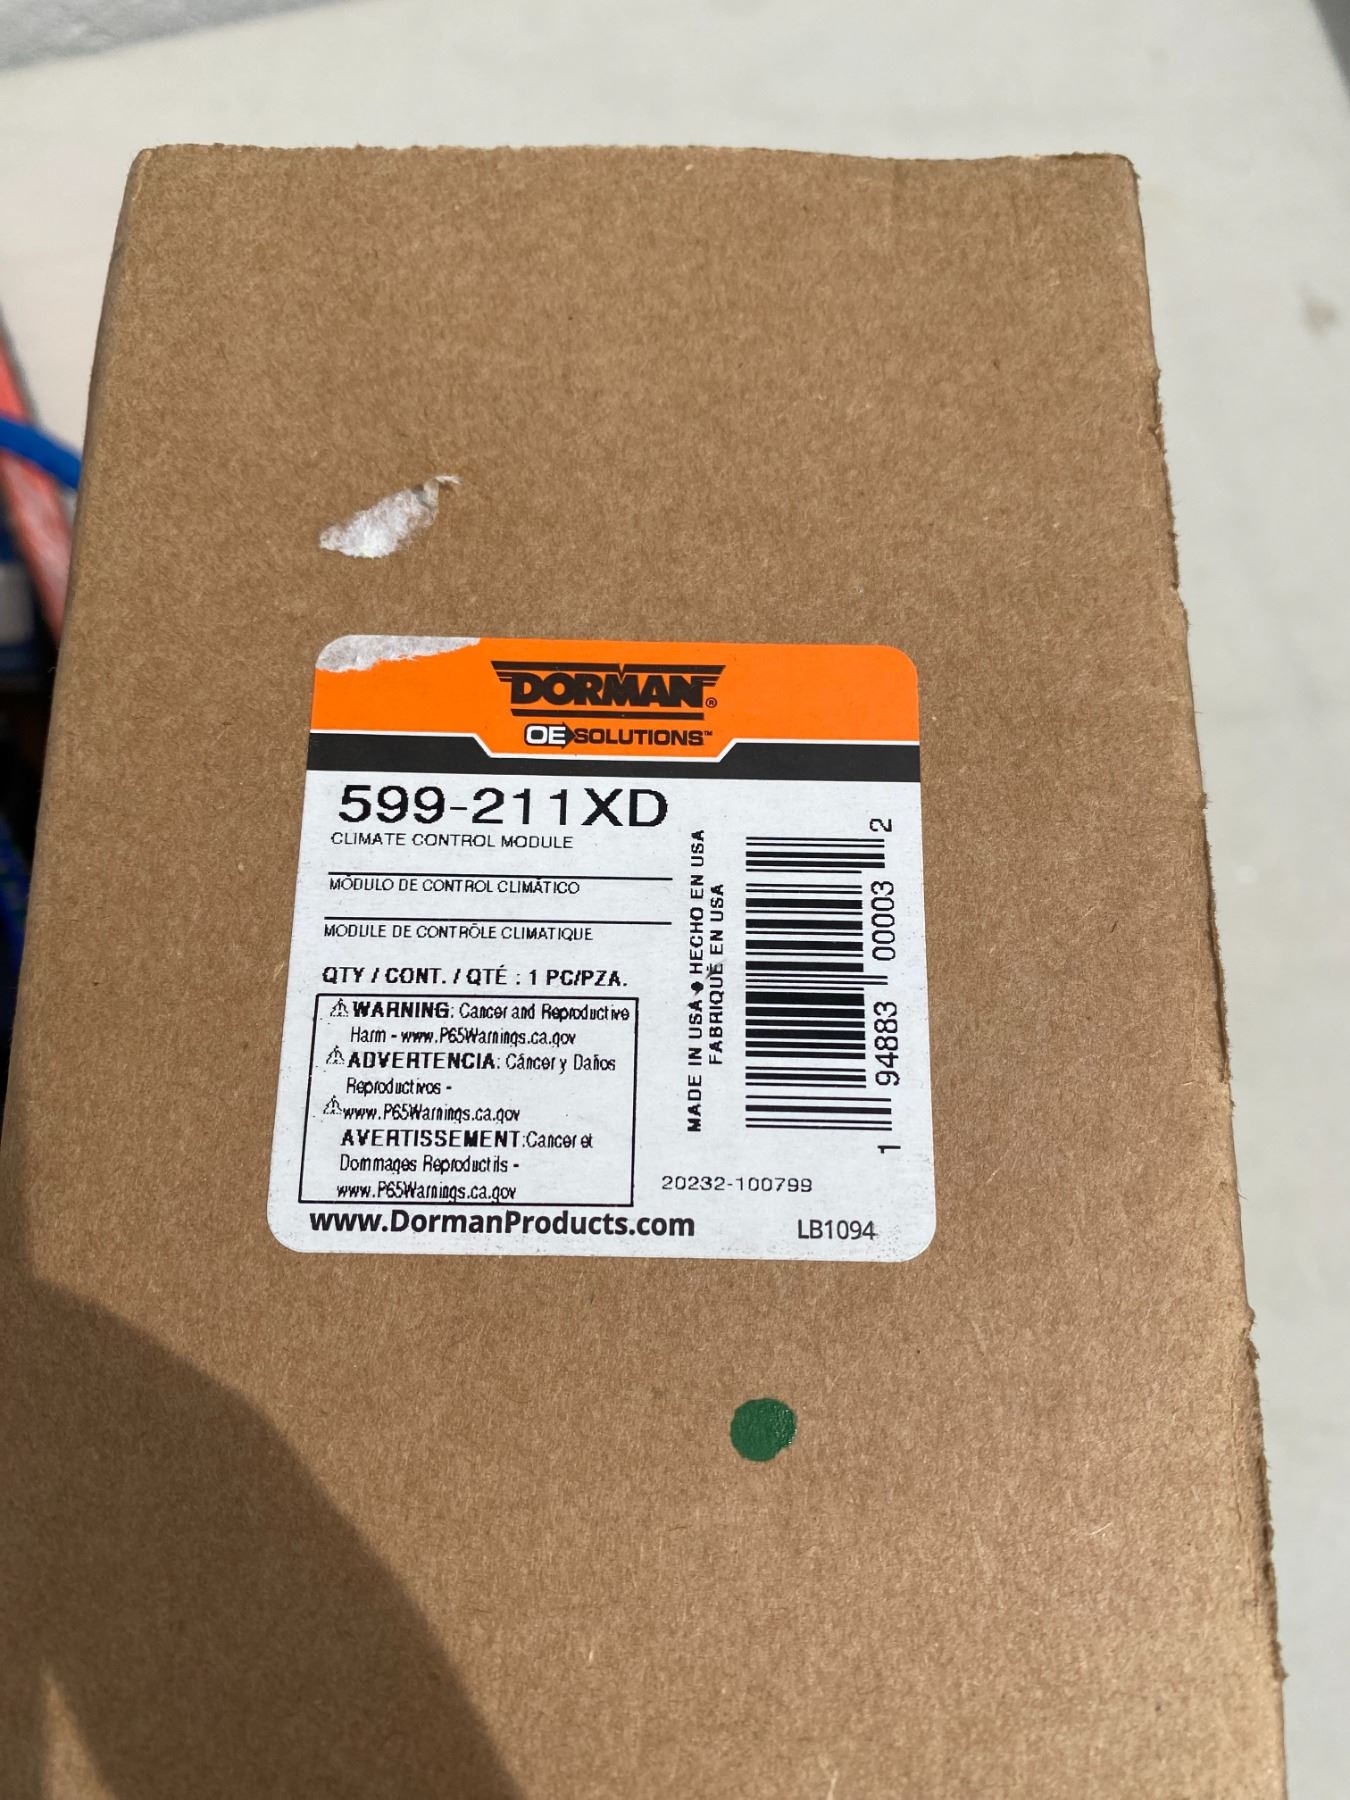 DORMAN®
OE SOLUTIONS™
599-211XD
CLIMATE CONTROL MODULE
MÓDULO DE CONTROL CLIMÁTICO
MODULE DE CONTRÔLE CLIMATIQUE
QTY / CONT. / QTÉ : 1 PC/PZA.
⚠ WARNING: Cancer and Reproductive
Harm - www.P65Warnings.ca.gov
⚠ ADVERTENCIA: Cáncer y Daños
Reproductivos -
⚠ www.P65Warnings.ca.gov
AVERTISSEMENT:Cancer et
Dommages Reproductils -
www.P65Warnings.ca.gov
MADE IN USA ◆ HECHO EN USA
FABRIQUÉ EN USA
1 94883 00003 2
20232-100799
www.DormanProducts.com
LB1094